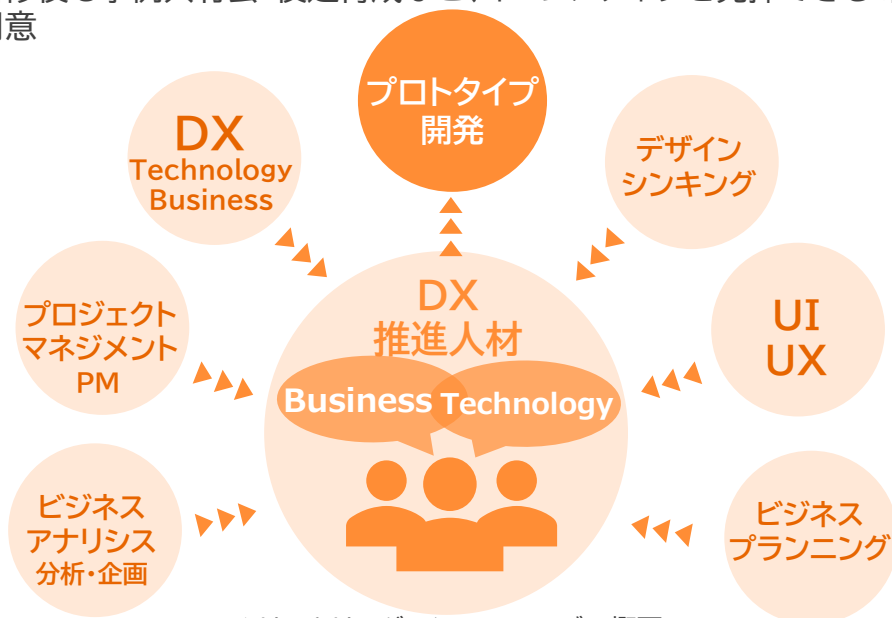 用意
プロトタイプ
開発
DX
Technology
Business
デザイン
シンキング
プロジェクト
マネジメント
PM
DX
推進人材
Business Technology
UI
UX
ビジネス
アナリシス
分析・企画
ビジネス
プランニング